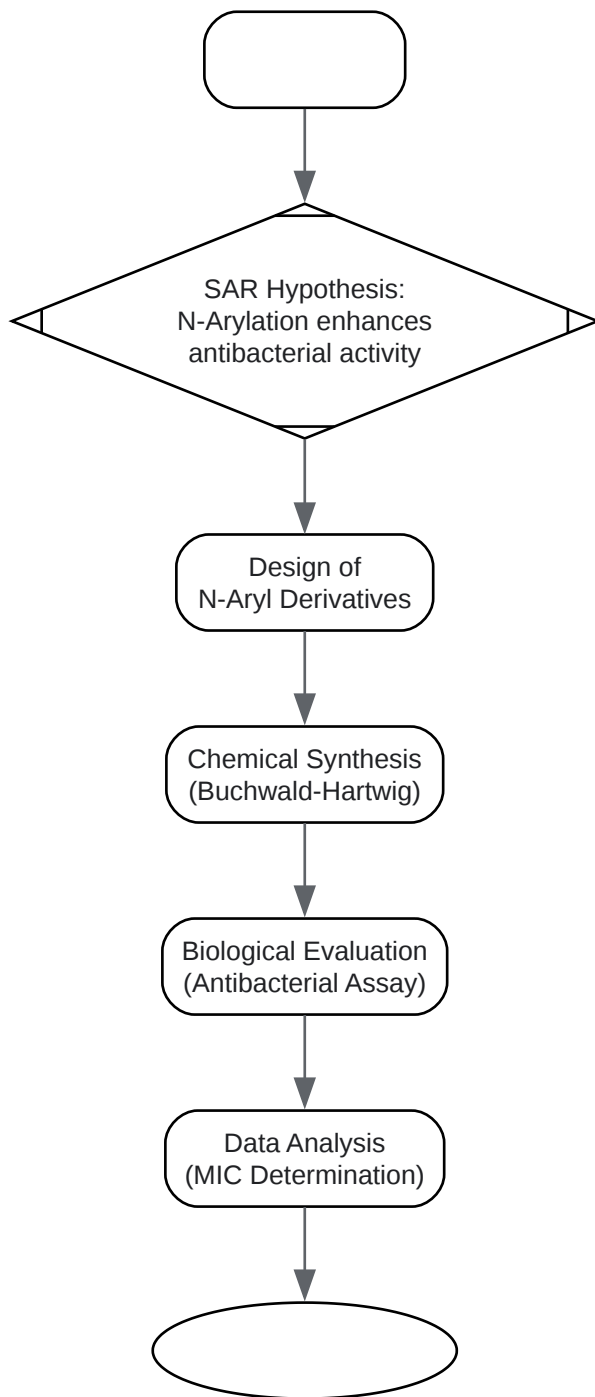 SAR Hypothesis:
N-Arylation enhances
antibacterial activity
Design of
N-Aryl Derivatives
Chemical Synthesis
(Buchwald-Hartwig)
Biological Evaluation
(Antibacterial Assay)
Data Analysis
(MIC Determination)